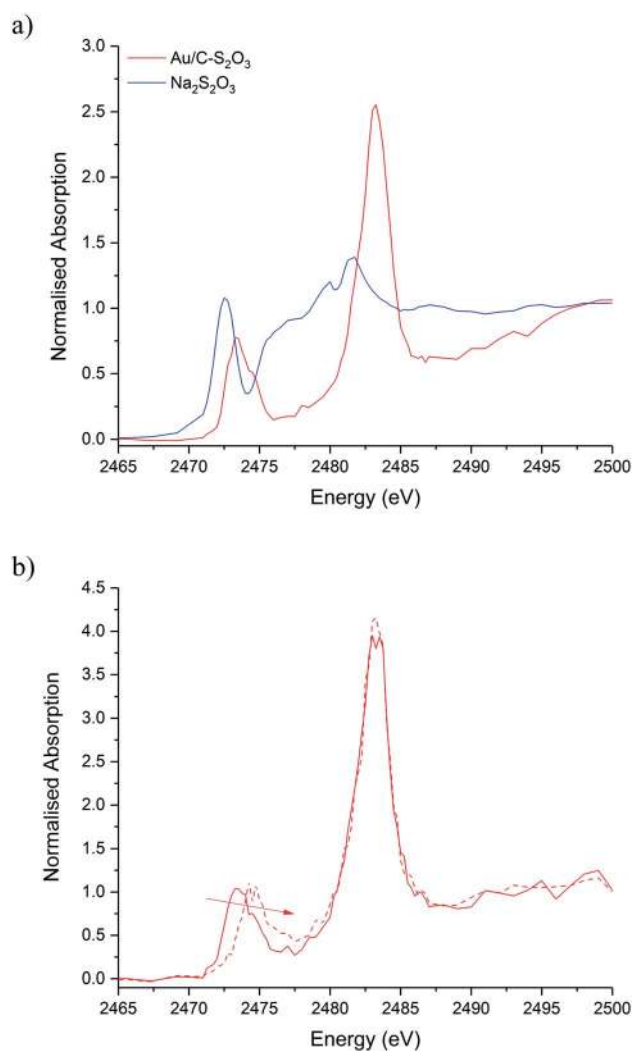 a)
3.0
Au/C-S₂O₃
Na₂S₂O₃
2.5
2.0
1.5
1.0
0.5
0.0
Normalised Absorption
2465 2470 2475 2480 2485 2490 2495 2500
Energy (eV)
b)
4.5
4.0
3.5
3.0
2.5
2.0
1.5
1.0
0.5
0.0
Normalised Absorption
2465 2470 2475 2480 2485 2490 2495 2500
Energy (eV)